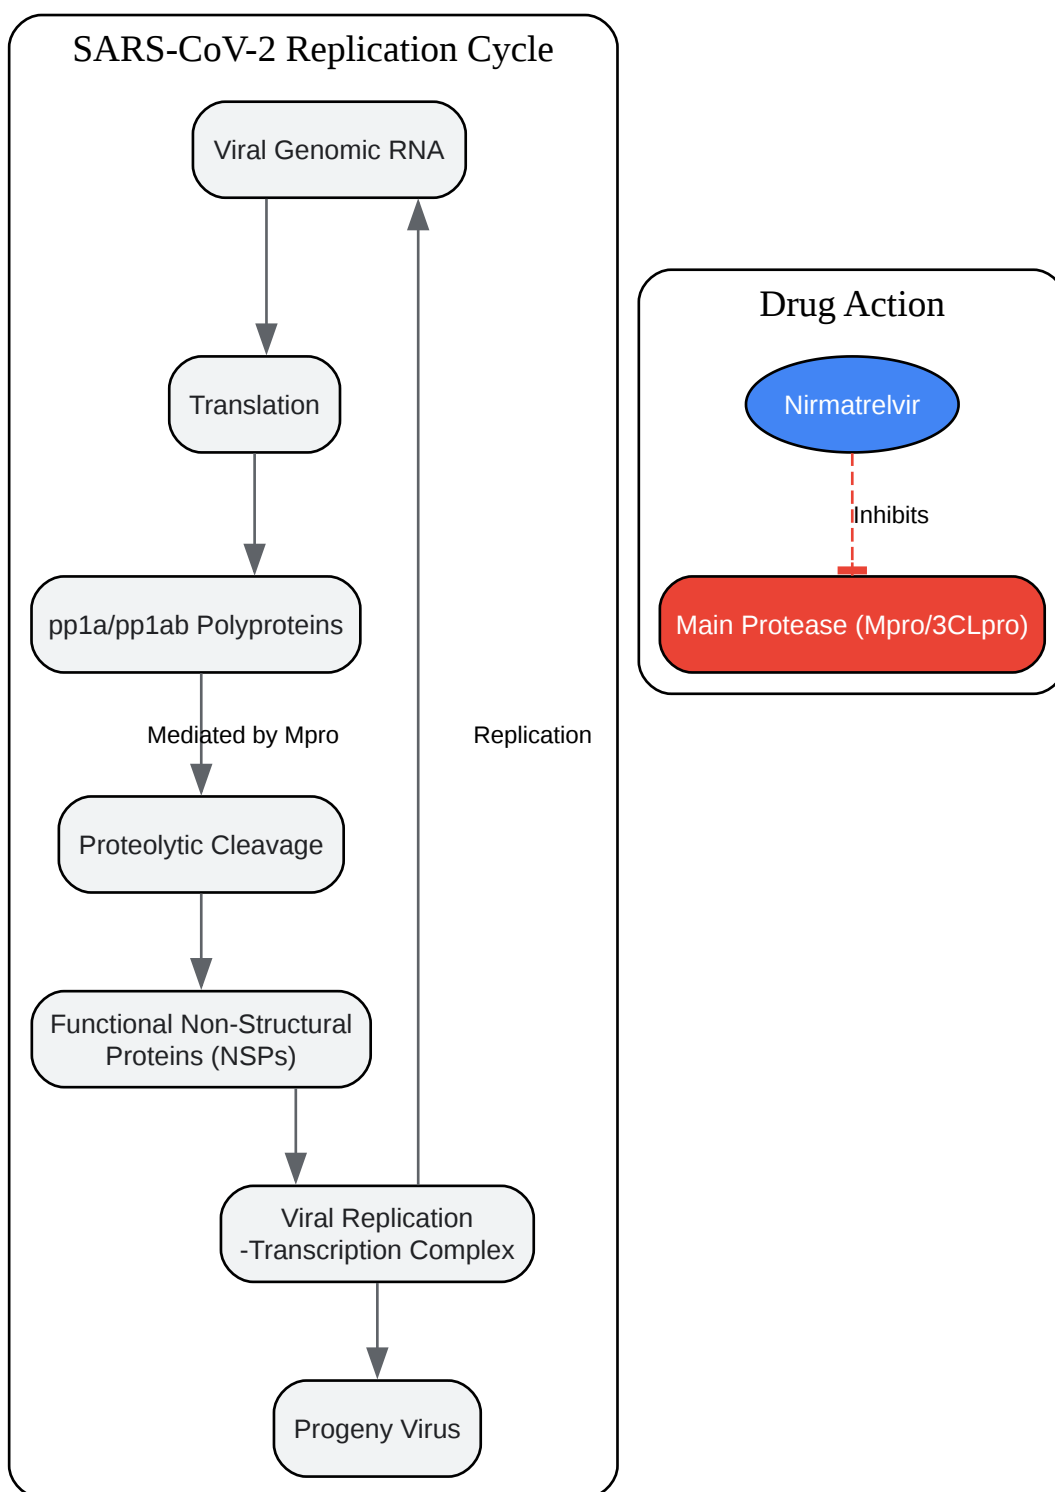 SARS-CoV-2 Replication Cycle
Viral Genomic RNA
Translation
pp1a/pp1ab Polyproteins
Mediated by Mpro
Replication
Proteolytic Cleavage
Functional Non-Structural
Proteins (NSPs)
Viral Replication
-Transcription Complex
Progeny Virus
Drug Action
Nirmatrelvir
Inhibits
Main Protease (Mpro/3CLpro)